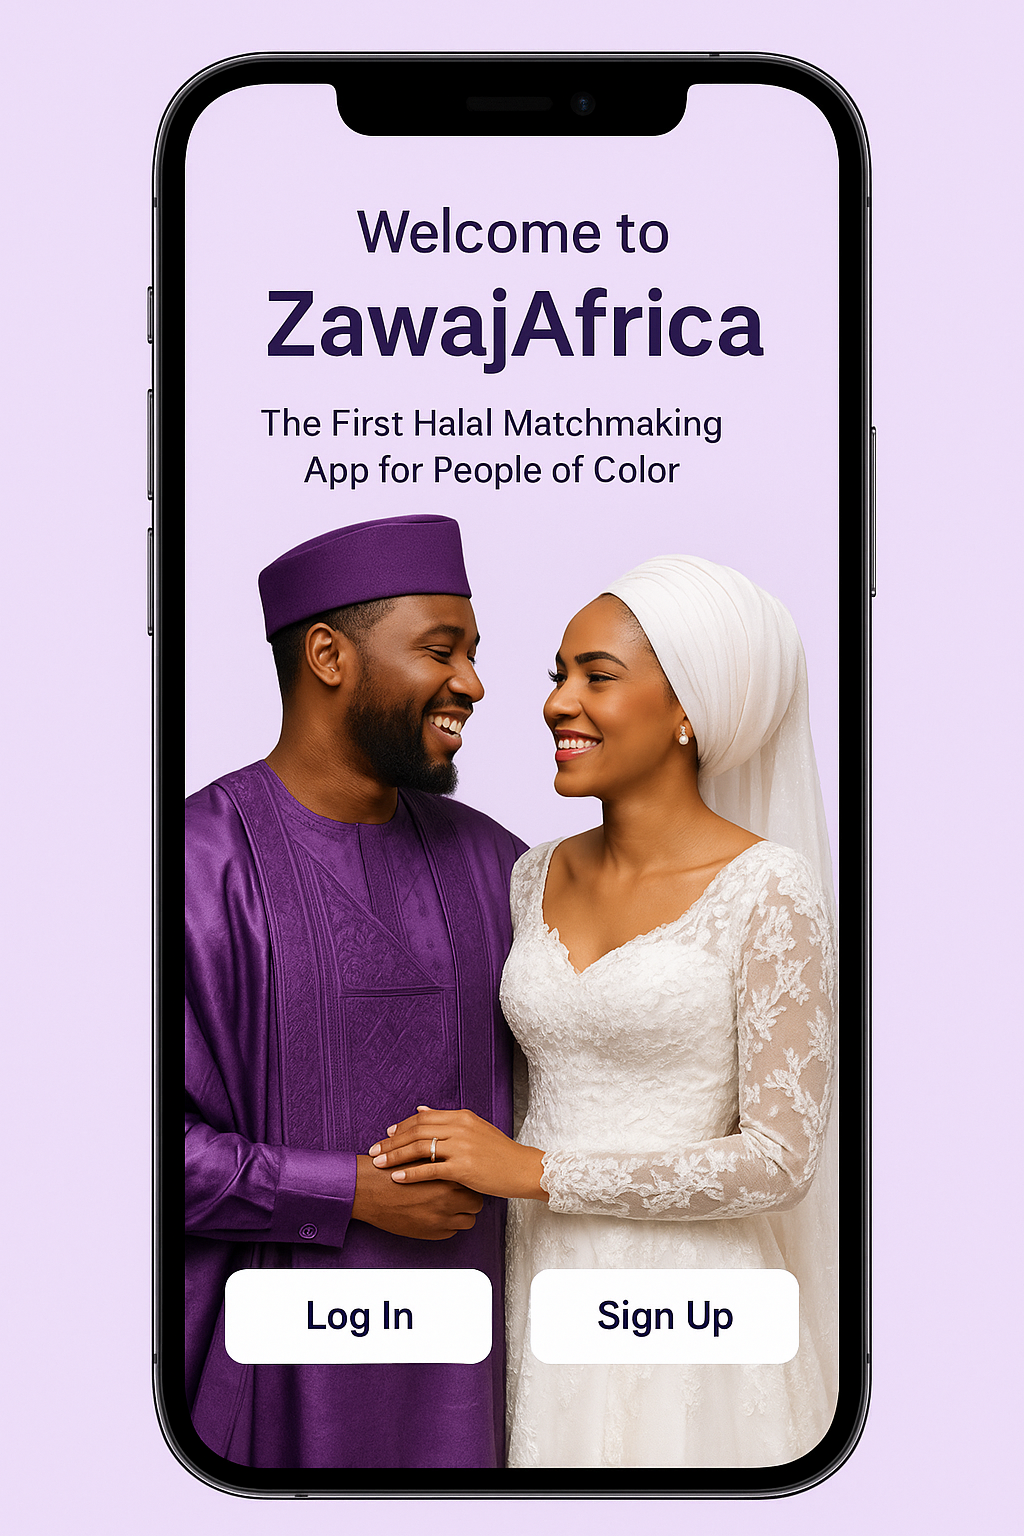 Welcome to
ZawajAfrica
The First Halal Matchmaking
App for People of Color
Log In
Sign Up